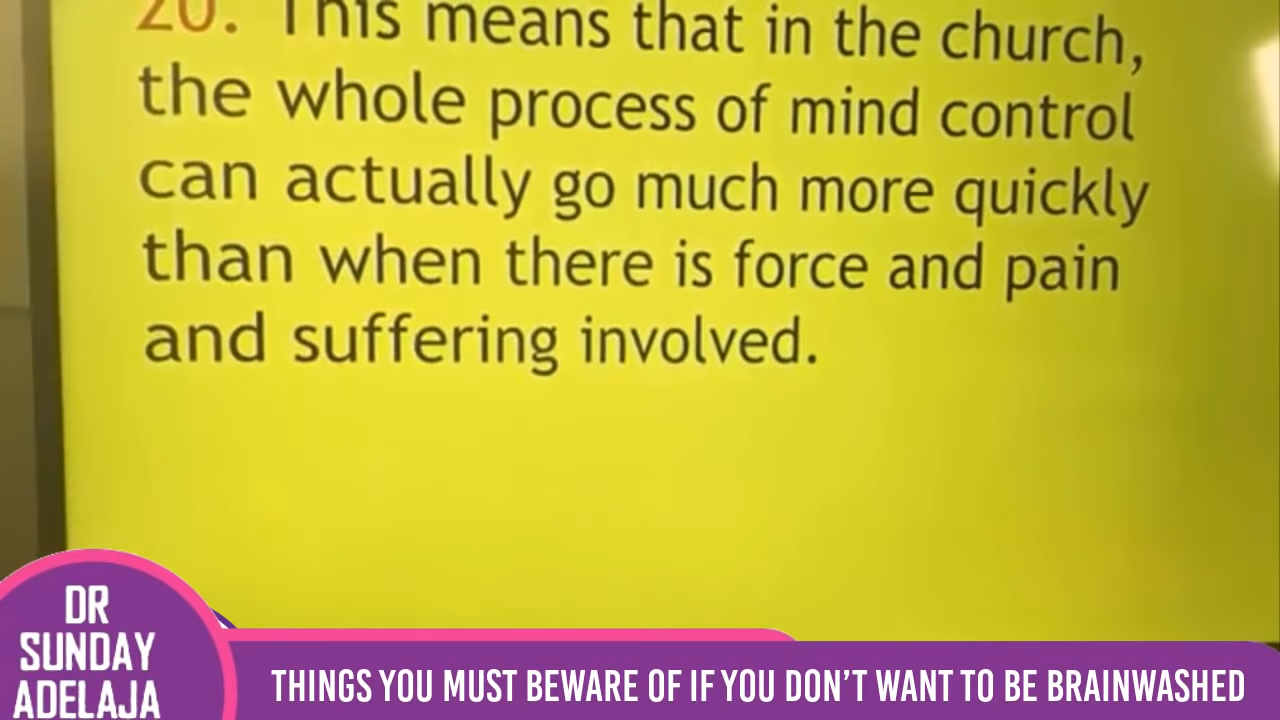 20. This means that in the church,
the whole process of mind control
can actually go much more quickly
than when there is force and pain
and suffering involved.
DR
SUNDAY
ADELAJA
THINGS YOU MUST BEWARE OF IF YOU DON'T WANT TO BE BRAINWASHED